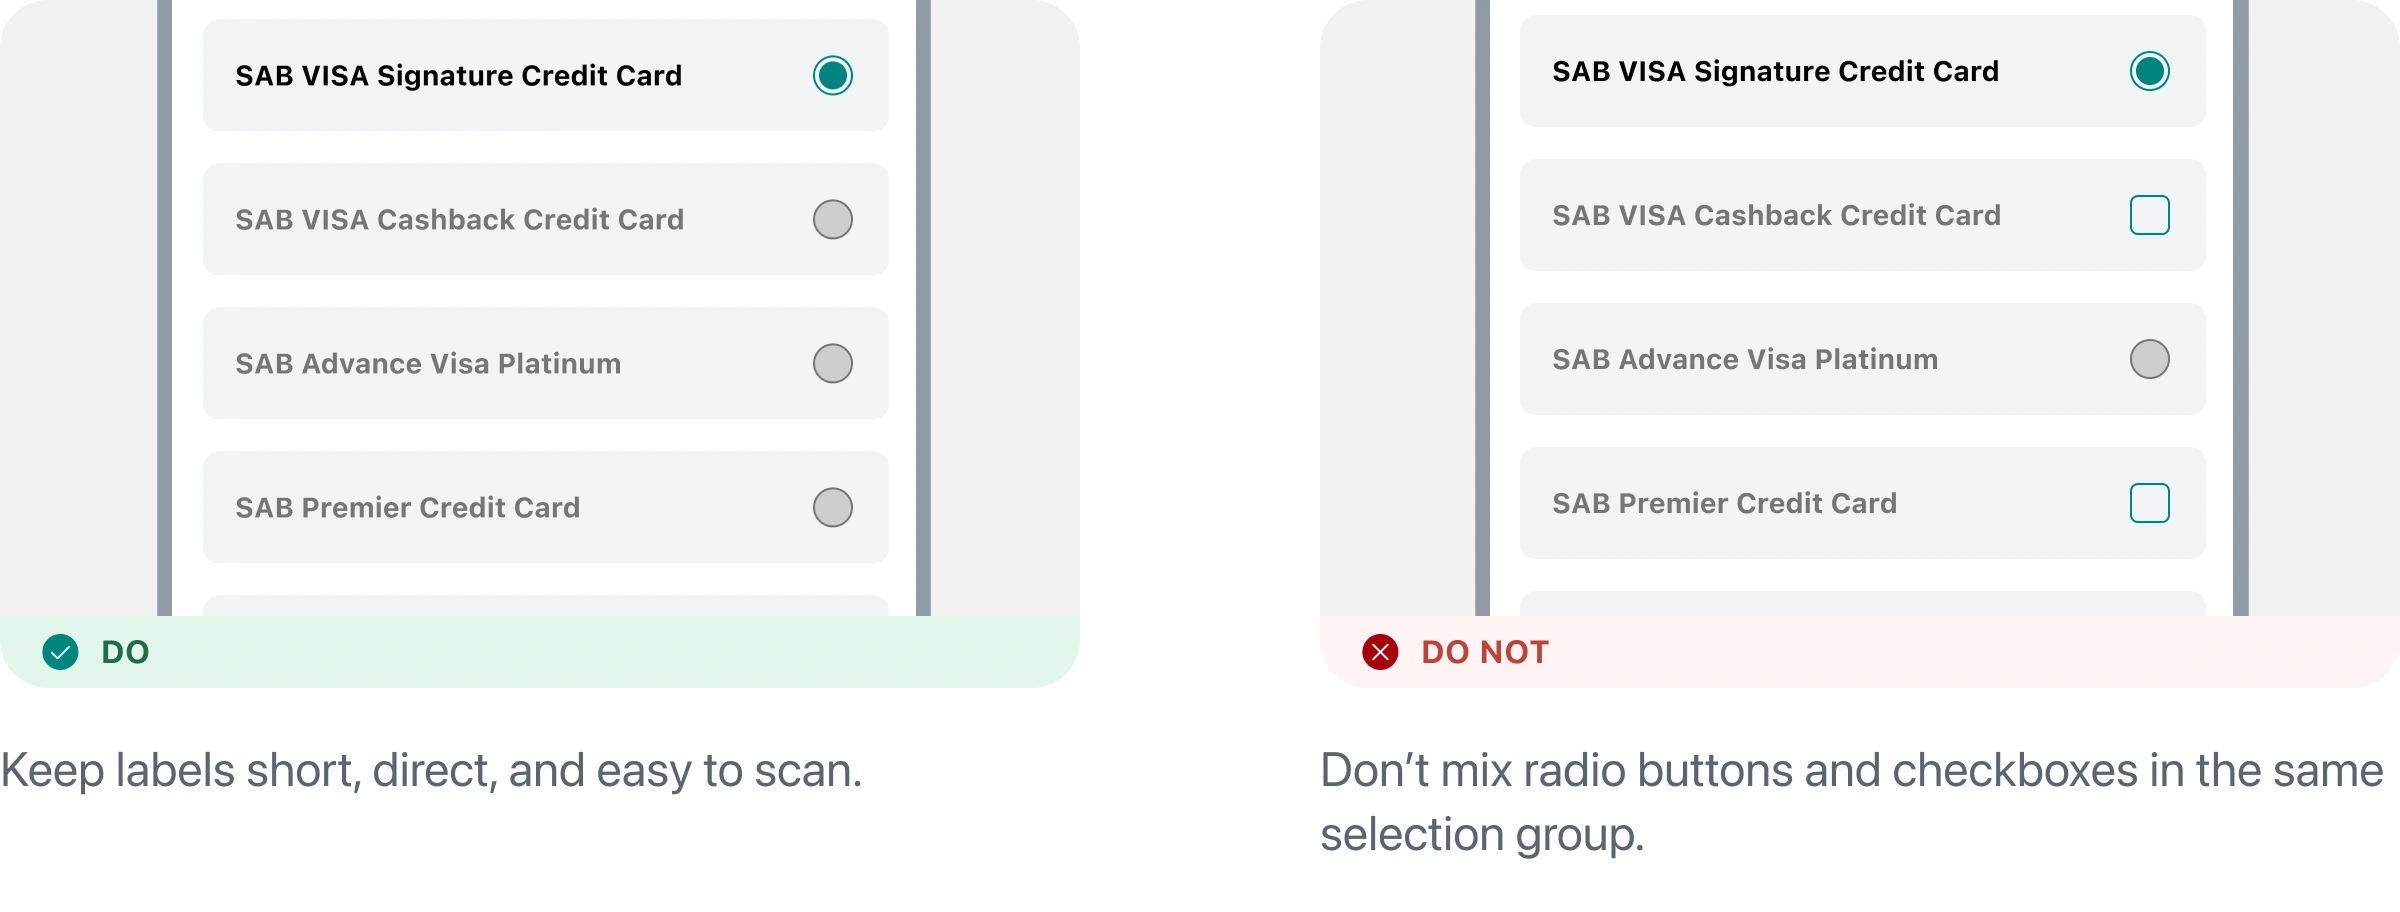 SAB VISA Signature Credit Card
SAB VISA Cashback Credit Card
SAB Advance Visa Platinum
SAB Premier Credit Card
DO
Keep labels short, direct, and easy to scan.
SAB VISA Signature Credit Card
SAB VISA Cashback Credit Card
SAB Advance Visa Platinum
SAB Premier Credit Card
DO NOT
Don’t mix radio buttons and checkboxes in the same
selection group.